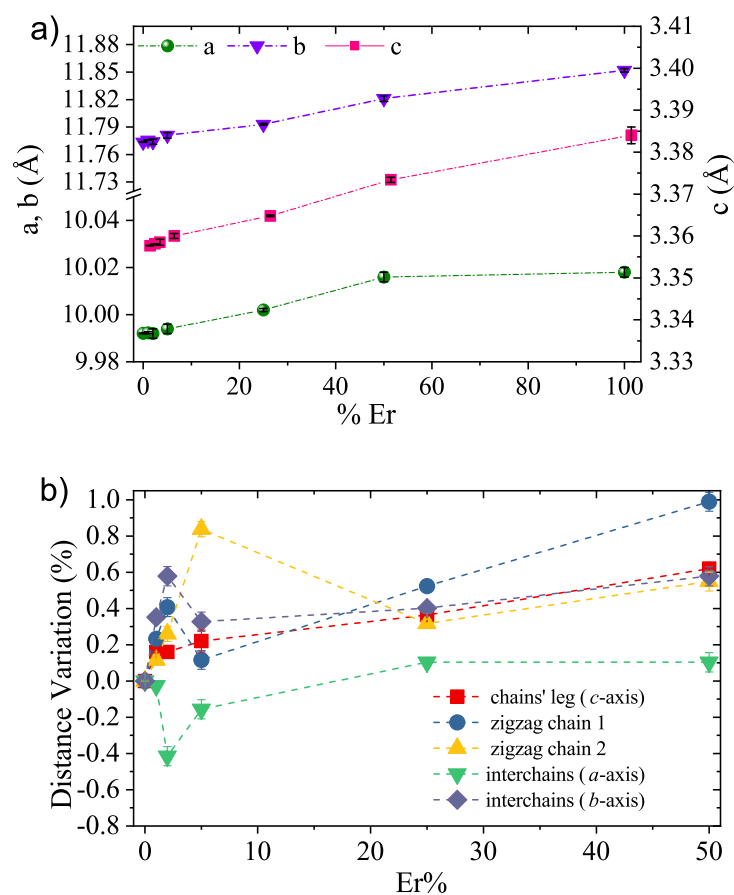 a)
a b c
11.88
11.85
11.82
11.79
11.76
11.73
10.04
10.02
10.00
9.98
a, b (Å)
3.41
3.40
3.39
3.38
3.37
3.36
3.35
3.34
3.33
c (Å)
0 20 40 60 80 100
% Er
b)
1.0
0.8
0.6
0.4
0.2
0.0
-0.2
-0.4
-0.6
-0.8
Distance Variation (%)
chains' leg (c-axis)
zigzag chain 1
zigzag chain 2
interchains (a-axis)
interchains (b-axis)
0 10 20 30 40 50
Er%